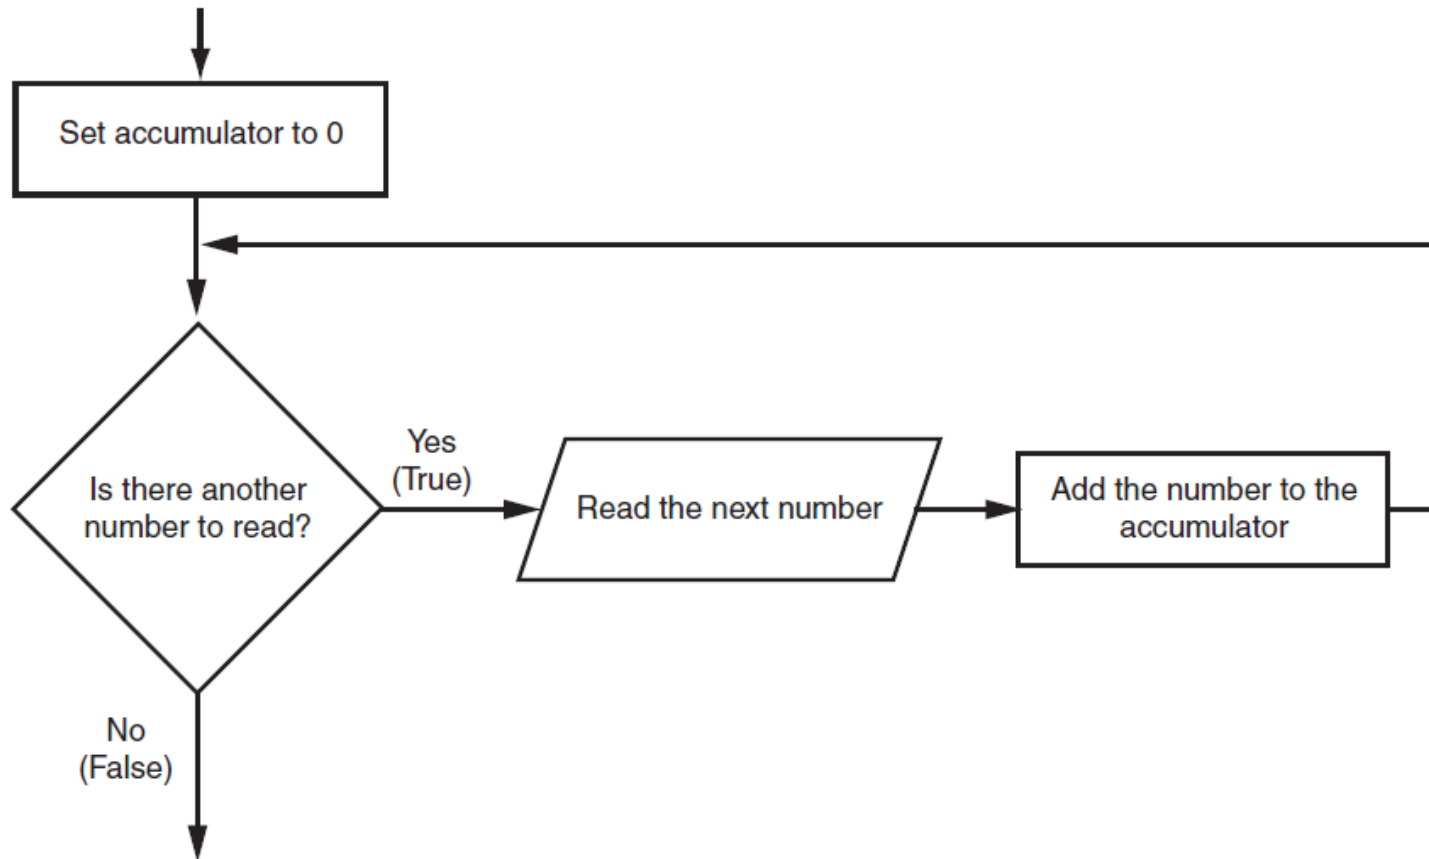 Set accumulator to 0
Is there another
number to read?
Yes
(True)
Read the next number
Add the number to the
accumulator
No
(False)